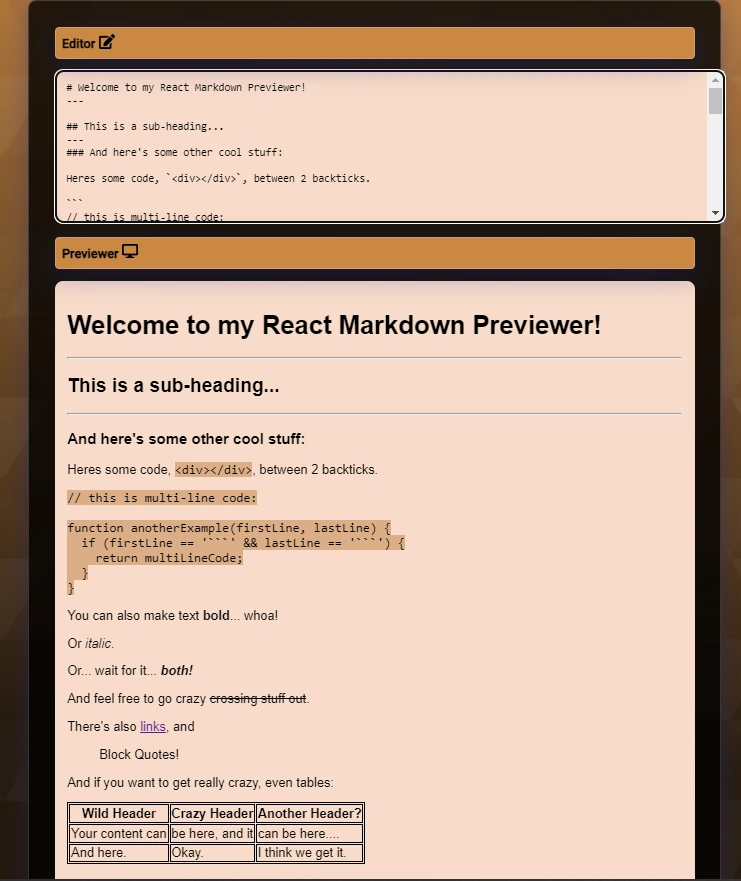 Editor
# Welcome to my React Markdown Previewer!
---
## This is a sub-heading...
---
### And here's some other cool stuff:
Heres some code, `<div></div>`, between 2 backticks.
```
// this is multi-line code:
Previewer
Welcome to my React Markdown Previewer!
This is a sub-heading...
And here's some other cool stuff:
Heres some code, <div></div>, between 2 backticks.
// this is multi-line code:
function anotherExample(firstLine, lastLine) {
  if (firstLine == '```' && lastLine == '```') {
    return multiLineCode;
  }
}
You can also make text bold... whoa!
Or italic.
Or... wait for it... both!
And feel free to go crazy crossing stuff out.
There's also links, and
Block Quotes!
And if you want to get really crazy, even tables:
Wild Header Crazy Header Another Header?
Your content can be here, and it can be here....
And here. Okay. I think we get it.